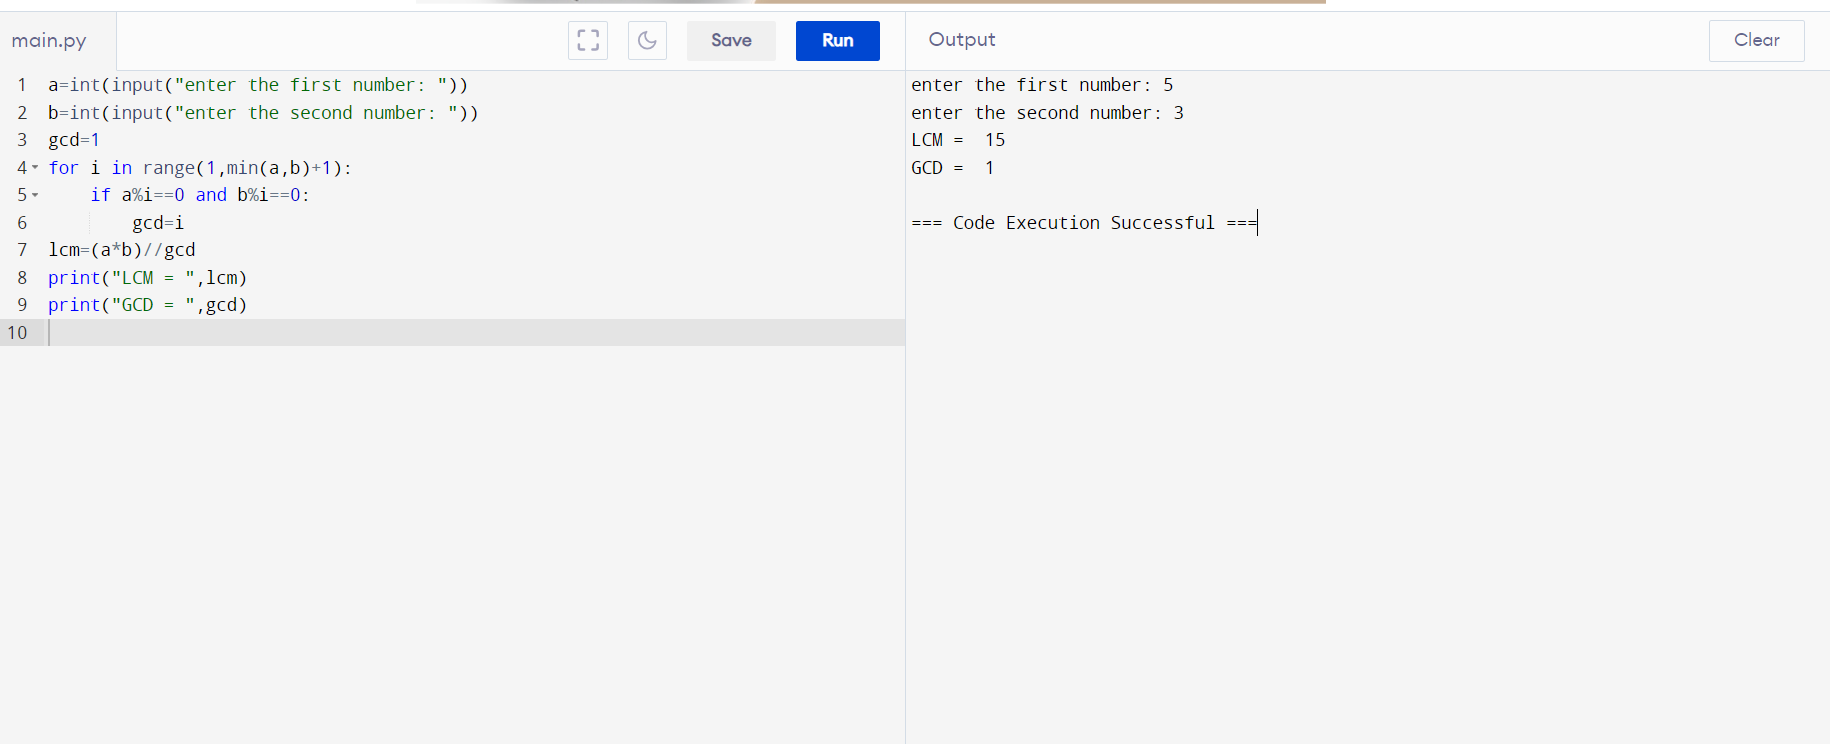 main.py
Save
Run
Output
Clear
1 a=int(input("enter the first number: "))
2 b=int(input("enter the second number: "))
3 gcd=1
4 for i in range(1,min(a,b)+1):
5     if a%i==0 and b%i==0:
6         gcd=i
7 lcm=(a*b)//gcd
8 print("LCM = ",lcm)
9 print("GCD = ",gcd)
10
enter the first number: 5
enter the second number: 3
LCM =  15
GCD =  1
=== Code Execution Successful ===